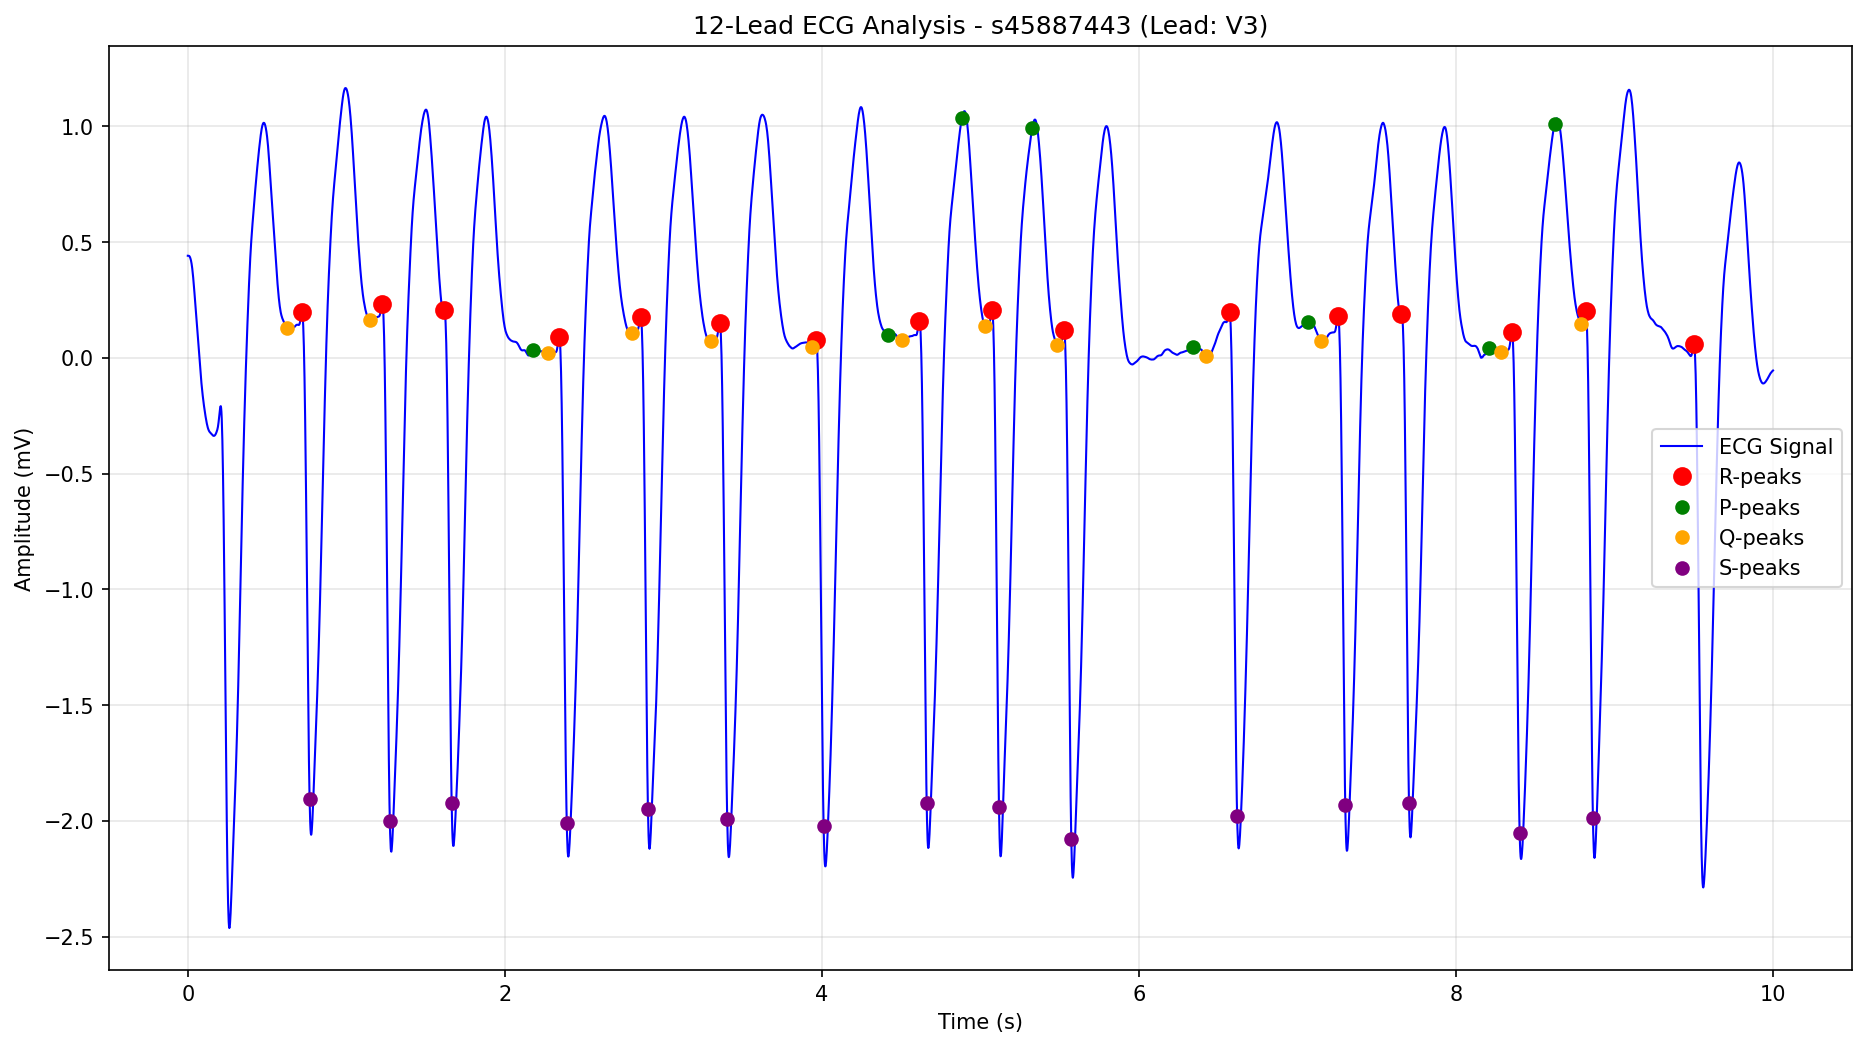 12-Lead ECG Analysis - s45887443 (Lead: V3)
Amplitude (mV)
1.0
0.5
0.0
−0.5
−1.0
−1.5
−2.0
−2.5
ECG Signal
R-peaks
P-peaks
Q-peaks
S-peaks
0 2 4 6 8 10
Time (s)